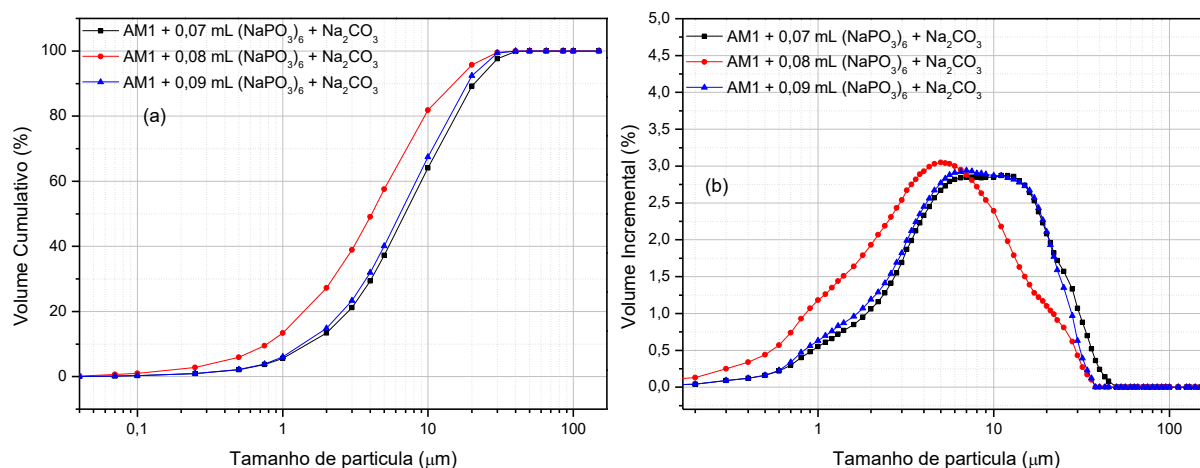 AM1 + 0,07 mL (NaPO₃)₆ + Na₂CO₃
AM1 + 0,08 mL (NaPO₃)₆ + Na₂CO₃
AM1 + 0,09 mL (NaPO₃)₆ + Na₂CO₃
(a)
Volume Cumulativo (%)
100
80
60
40
20
0
0,1 1 10 100
Tamanho de particula (μm)
AM1 + 0,07 mL (NaPO₃)₆ + Na₂CO₃
AM1 + 0,08 mL (NaPO₃)₆ + Na₂CO₃
AM1 + 0,09 mL (NaPO₃)₆ + Na₂CO₃
(b)
Volume Incremental (%)
5,0
4,5
4,0
3,5
3,0
2,5
2,0
1,5
1,0
0,5
0,0
1 10 100
Tamanho de particula (μm)